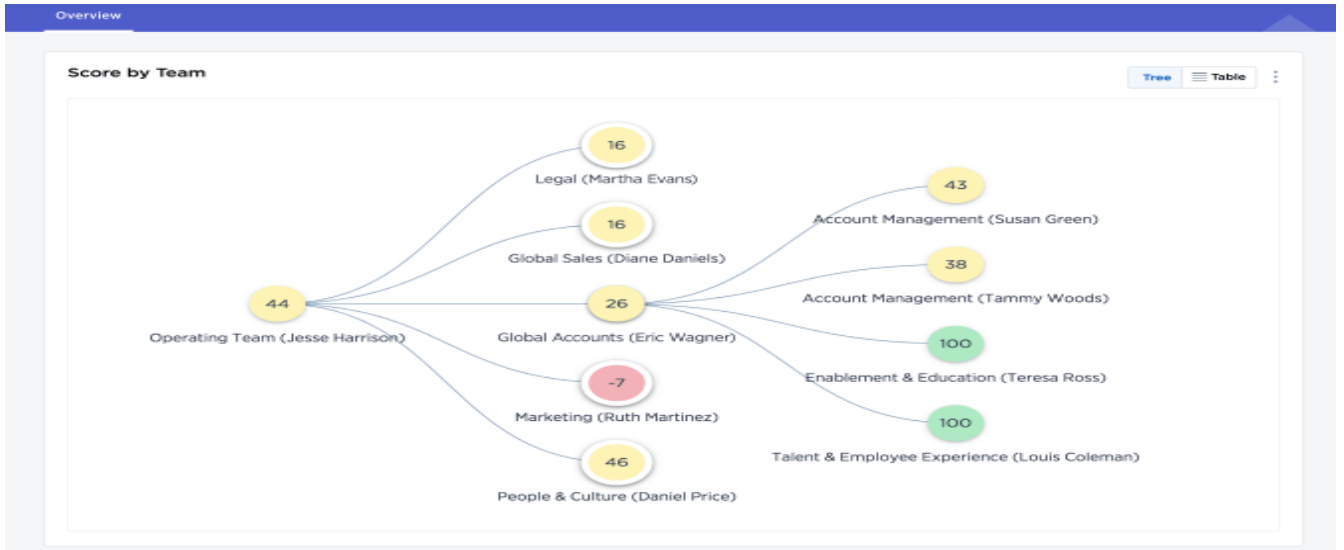 Overview
Score by Team
Tree
Table
16
Legal (Martha Evans)
16
Global Sales (Diane Daniels)
44
Operating Team (Jesse Harrison)
26
Global Accounts (Eric Wagner)
-7
Marketing (Ruth Martinez)
46
People & Culture (Daniel Price)
43
Account Management (Susan Green)
38
Account Management (Tammy Woods)
100
Enablement & Education (Teresa Ross)
100
Talent & Employee Experience (Louis Coleman)